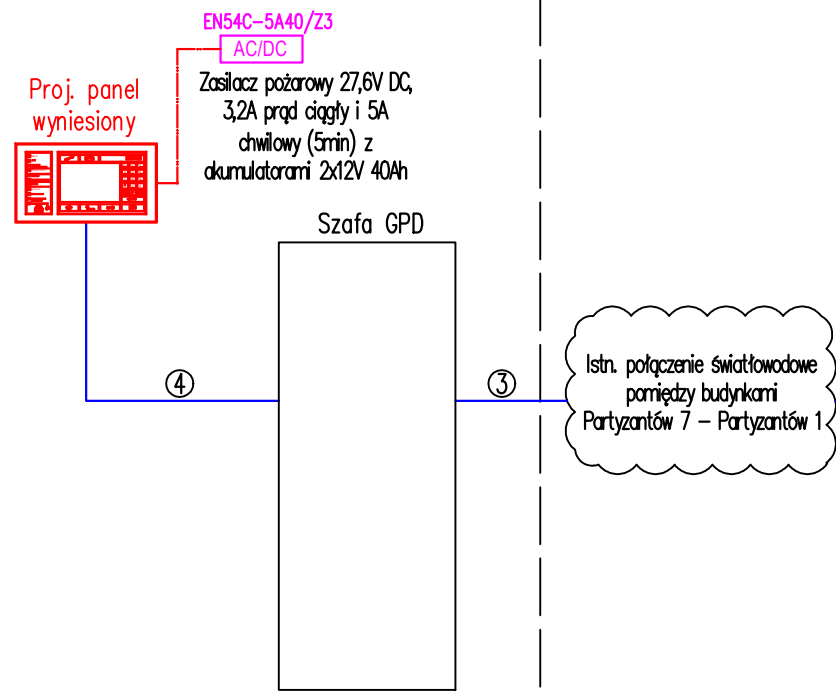 EN54C-5A40/Z3
AC/DC
Zasilacz pożarowy 27,6V DC,
3,2A prąd ciągły i 5A
chwilowy (5min) z
akumulatorami 2x12V 40Ah
Proj. panel
wyniesiony
Szafa GPD
4
3
Istn. połączenie światłowodowe
pomiędzy budynkami
Partyzantów 7 – Partyzantów 1